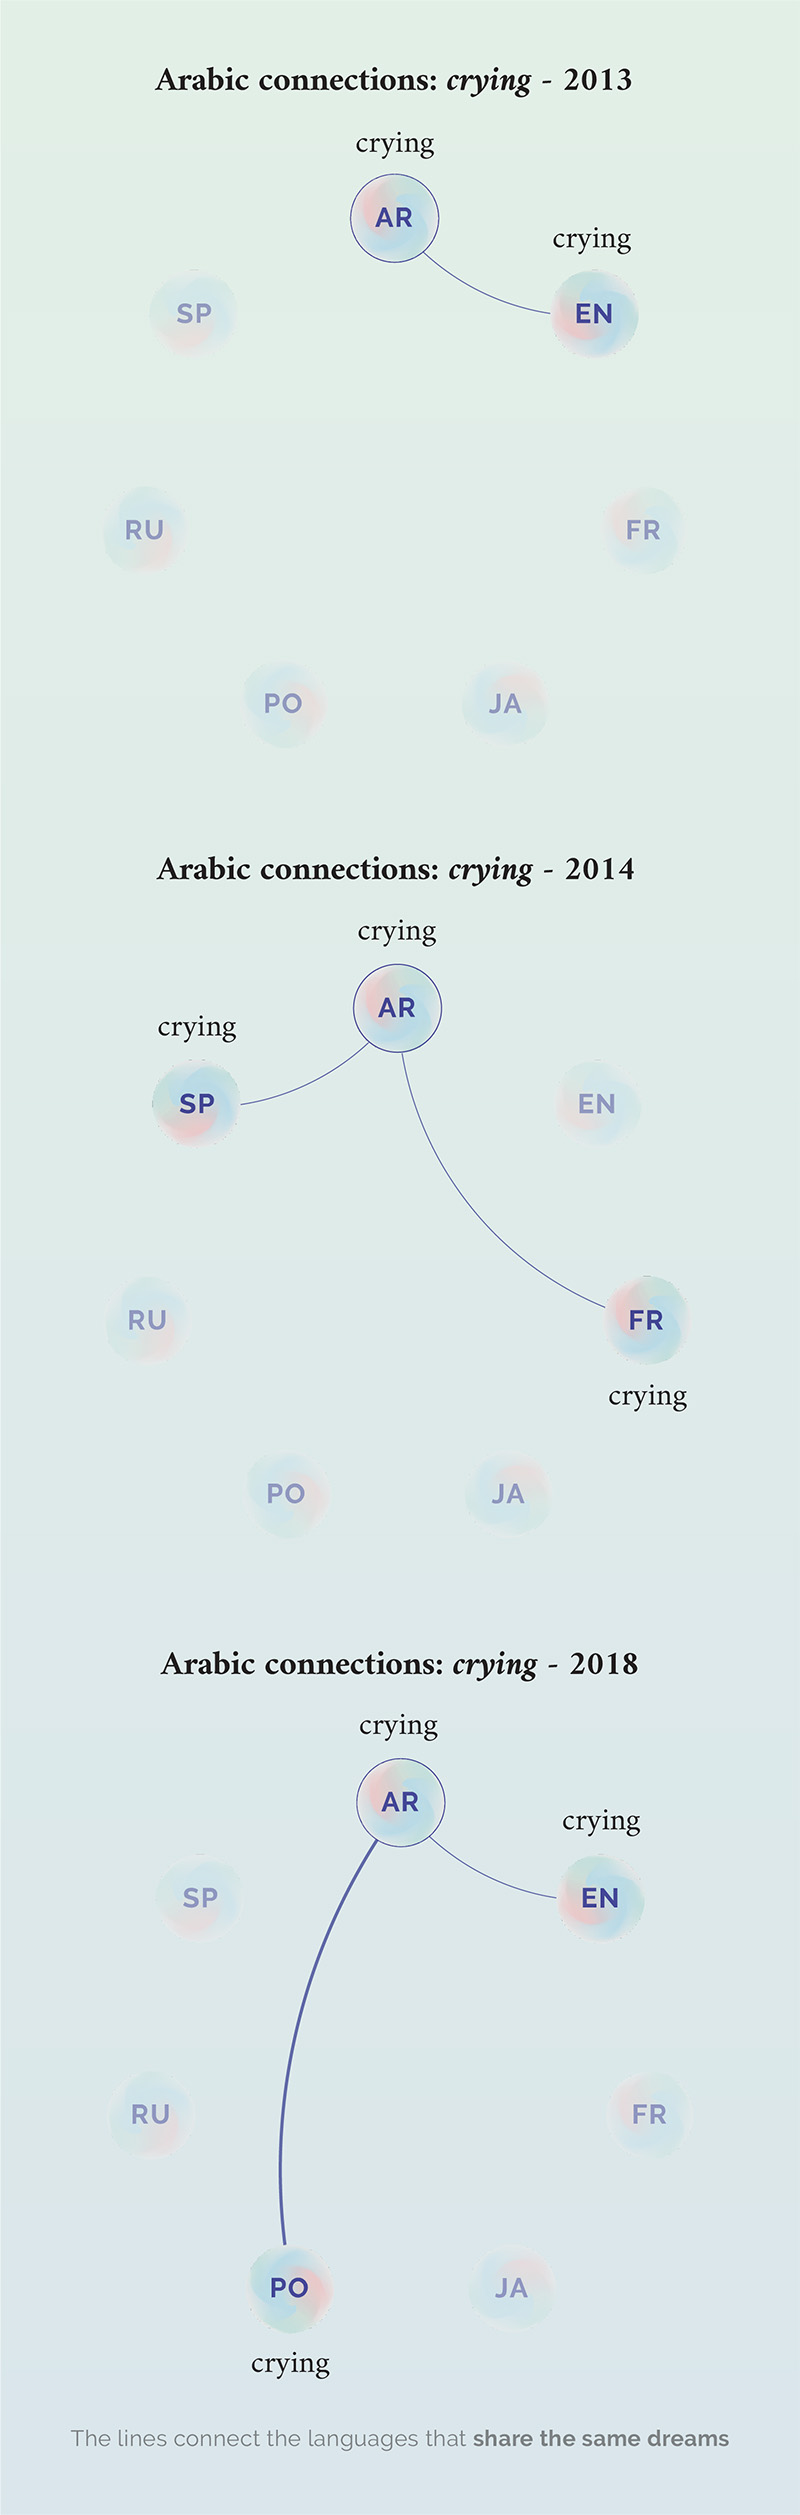 Arabic connections: crying - 2013
crying
AR
crying
EN
SP
RU
FR
PO
JA
Arabic connections: crying - 2014
crying
AR
crying
SP
EN
RU
FR
crying
PO
JA
Arabic connections: crying - 2018
crying
AR
crying
EN
SP
RU
FR
PO
JA
crying
The lines connect the languages that share the same dreams